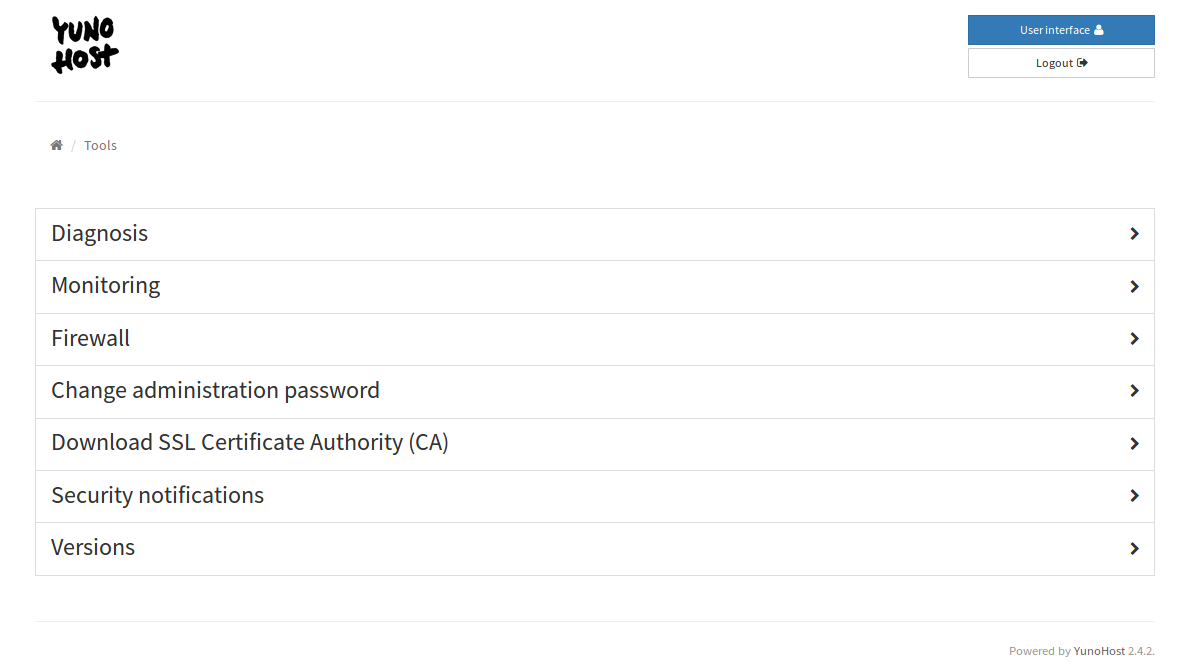 YUNO
HOST
User interface
Logout
/ Tools
Diagnosis
Monitoring
Firewall
Change administration password
Download SSL Certificate Authority (CA)
Security notifications
Versions
Powered by YunoHost 2.4.2.